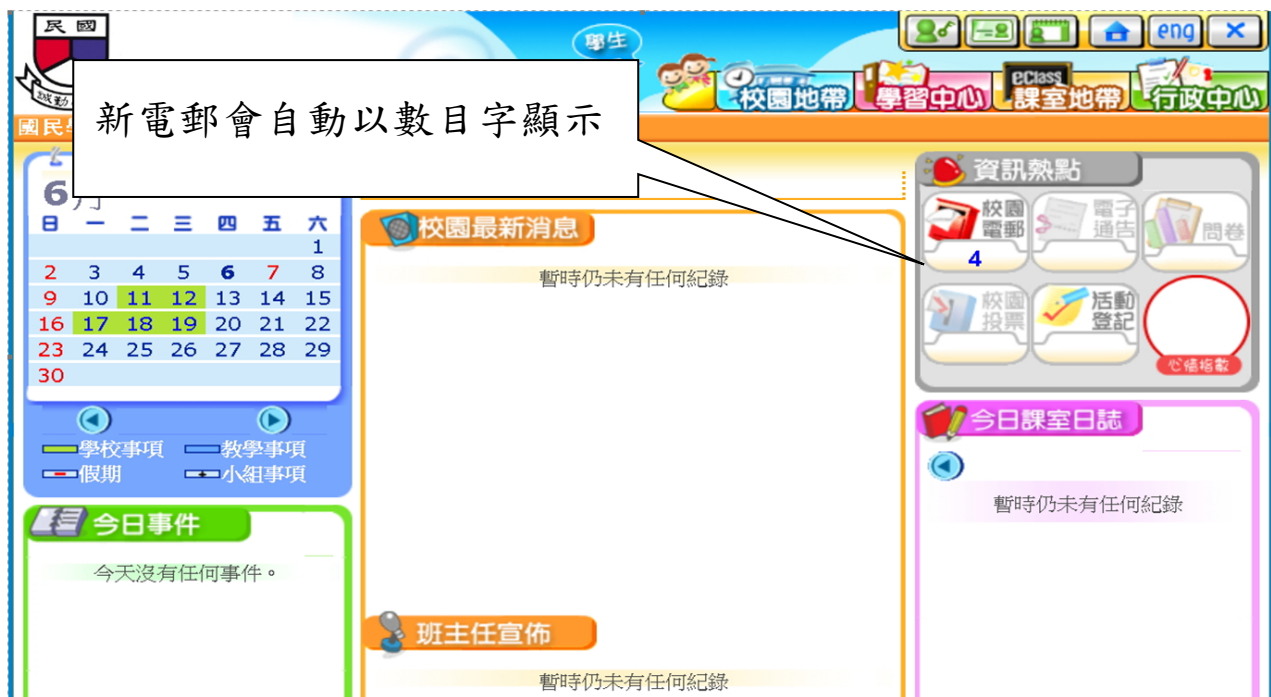 民國
學生
eng
校園地帶
學習中心
eClass
課室地帶
行政中心
國民
新電郵會自動以數目字顯示
6月
日 一 二 三 四 五 六
1
2 3 4 5 6 7 8
9 10 11 12 13 14 15
16 17 18 19 20 21 22
23 24 25 26 27 28 29
30
學校事項 教學事項
假期 小組事項
今日事件
今天沒有任何事件。
校園最新消息
暫時仍未有任何紀錄
班主任宣佈
暫時仍未有任何紀錄
資訊熱點
校園電郵
4
電子通告
問卷
校園投票
活動登記
心情指數
今日課室日誌
暫時仍未有任何紀錄